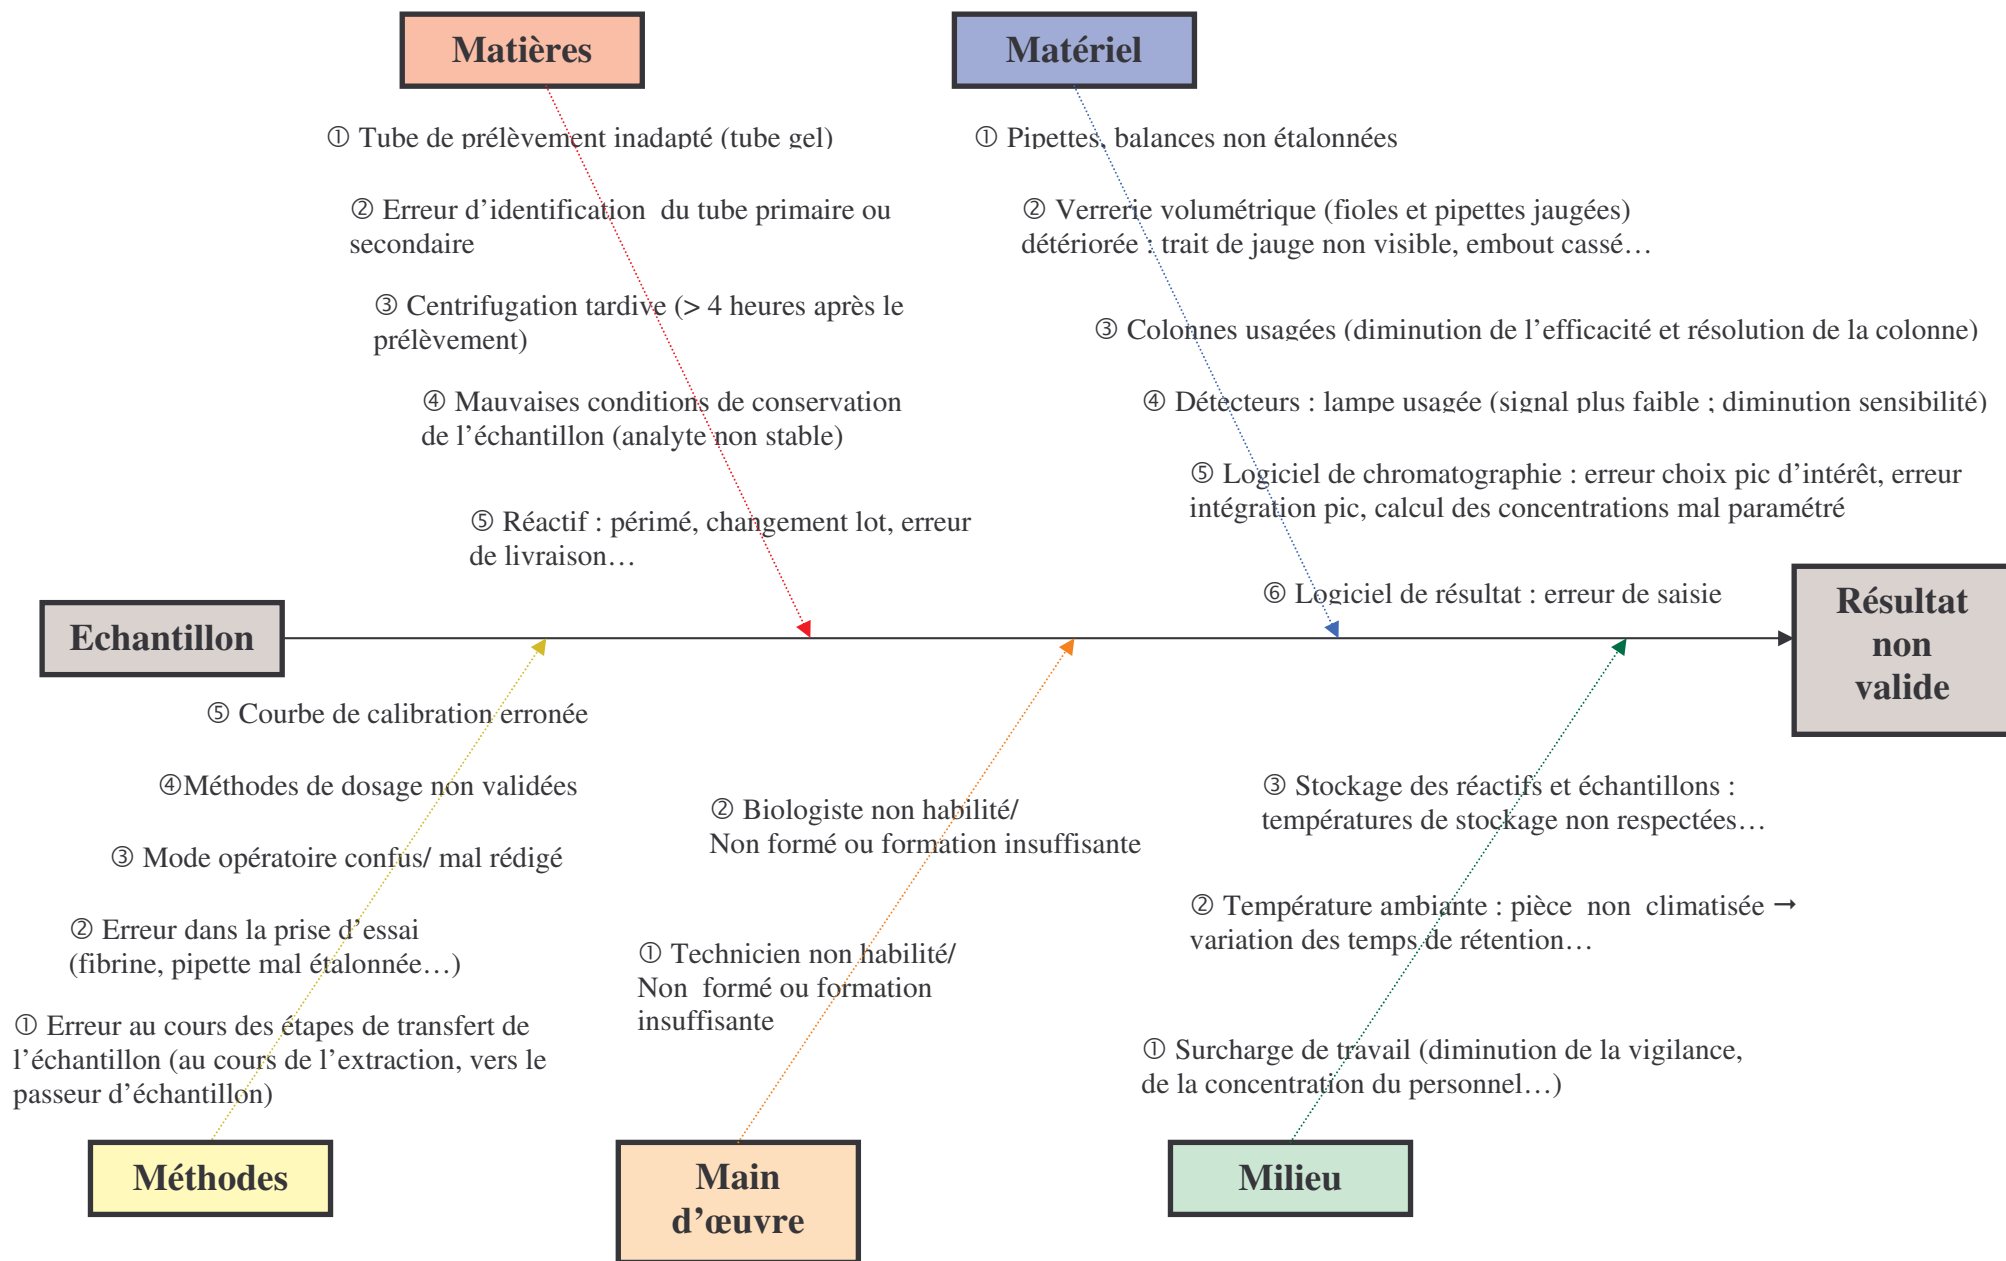 Matières
Matériel
① Tube de prélèvement inadapté (tube gel)
② Erreur d’identification  du tube primaire ou
secondaire
③ Centrifugation tardive (> 4 heures après le
prélèvement)
④ Mauvaises conditions de conservation
de l’échantillon (analyte non stable)
⑤ Réactif : périmé, changement lot, erreur
de livraison…
① Pipettes, balances non étalonnées
② Verrerie volumétrique (fioles et pipettes jaugées)
détériorée : trait de jauge non visible, embout cassé…
③ Colonnes usagées (diminution de l’efficacité et résolution de la colonne)
④ Détecteurs : lampe usagée (signal plus faible ; diminution sensibilité)
⑤ Logiciel de chromatographie : erreur choix pic d’intérêt, erreur
intégration pic, calcul des concentrations mal paramétré
⑥ Logiciel de résultat : erreur de saisie
Echantillon
Résultat
non
valide
⑤ Courbe de calibration erronée
④Méthodes de dosage non validées
③ Mode opératoire confus/ mal rédigé
② Erreur dans la prise d’essai
(fibrine, pipette mal étalonnée…)
① Erreur au cours des étapes de transfert de
l’échantillon (au cours de l’extraction, vers le
passeur d’échantillon)
② Biologiste non habilité/
Non formé ou formation insuffisante
① Technicien non habilité/
Non  formé ou formation
insuffisante
③ Stockage des réactifs et échantillons :
températures de stockage non respectées…
② Température ambiante : pièce  non  climatisée →
variation des temps de rétention…
① Surcharge de travail (diminution de la vigilance,
de la concentration du personnel…)
Méthodes
Main
d’œuvre
Milieu